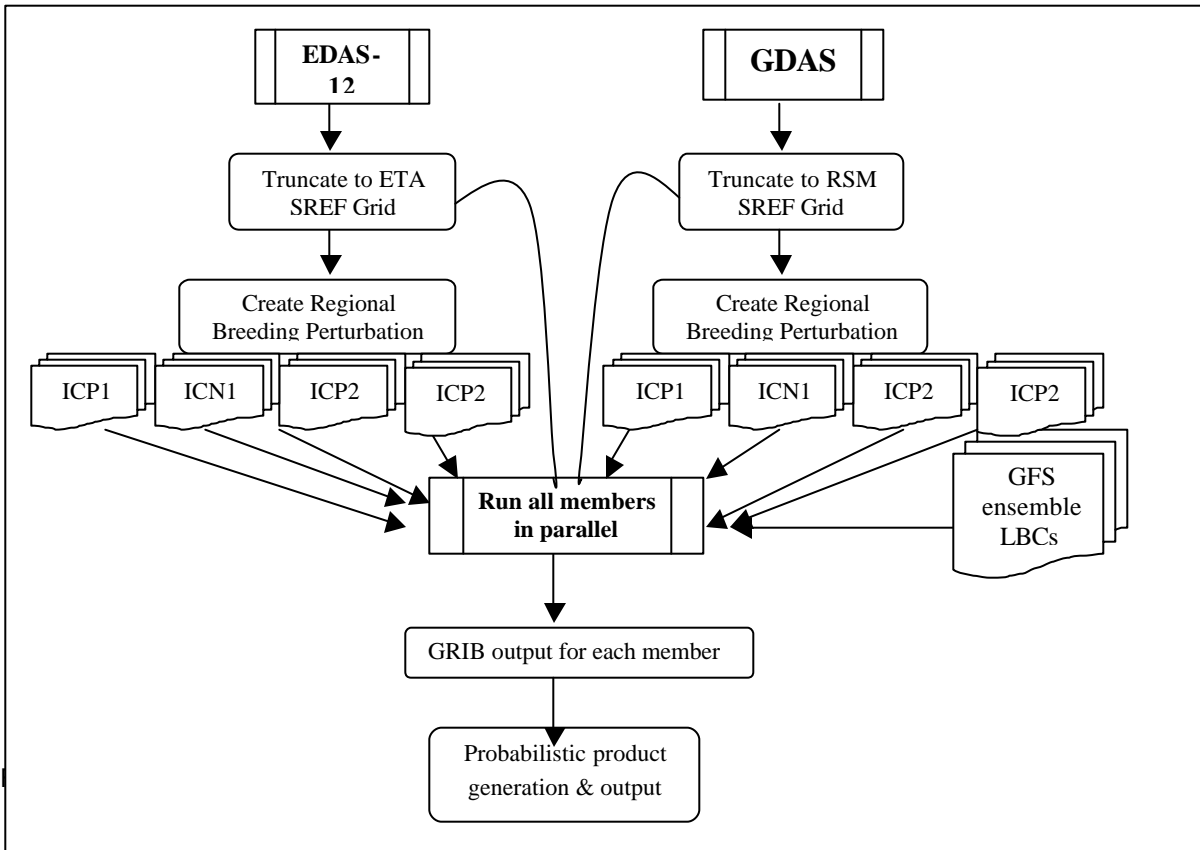 EDAS-
12
GDAS
Truncate to ETA
SREF Grid
Truncate to RSM
SREF Grid
Create Regional
Breeding Perturbation
Create Regional
Breeding Perturbation
ICP1
ICN1
ICP2
ICP2
ICP1
ICN1
ICP2
ICP2
Run all members
in parallel
GFS
ensemble
LBCs
GRIB output for each member
Probabilistic product
generation & output